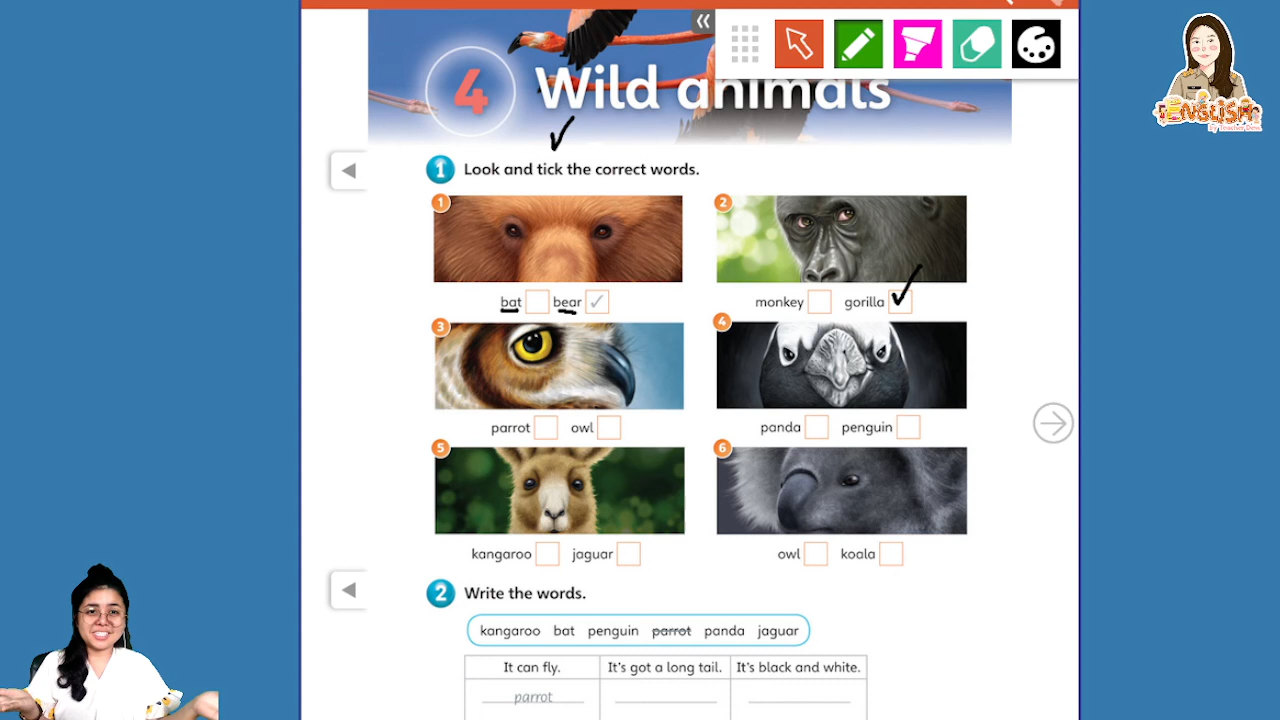 4 Wild animals
ENGLISH
1 Look and tick the correct words.
1
2
bat bear ✓
monkey gorilla ✓
3
4
parrot owl
panda penguin
5
6
kangaroo jaguar
owl koala
2 Write the words.
kangaroo bat penguin parrot panda jaguar
It can fly. It's got a long tail. It's black and white.
parrot